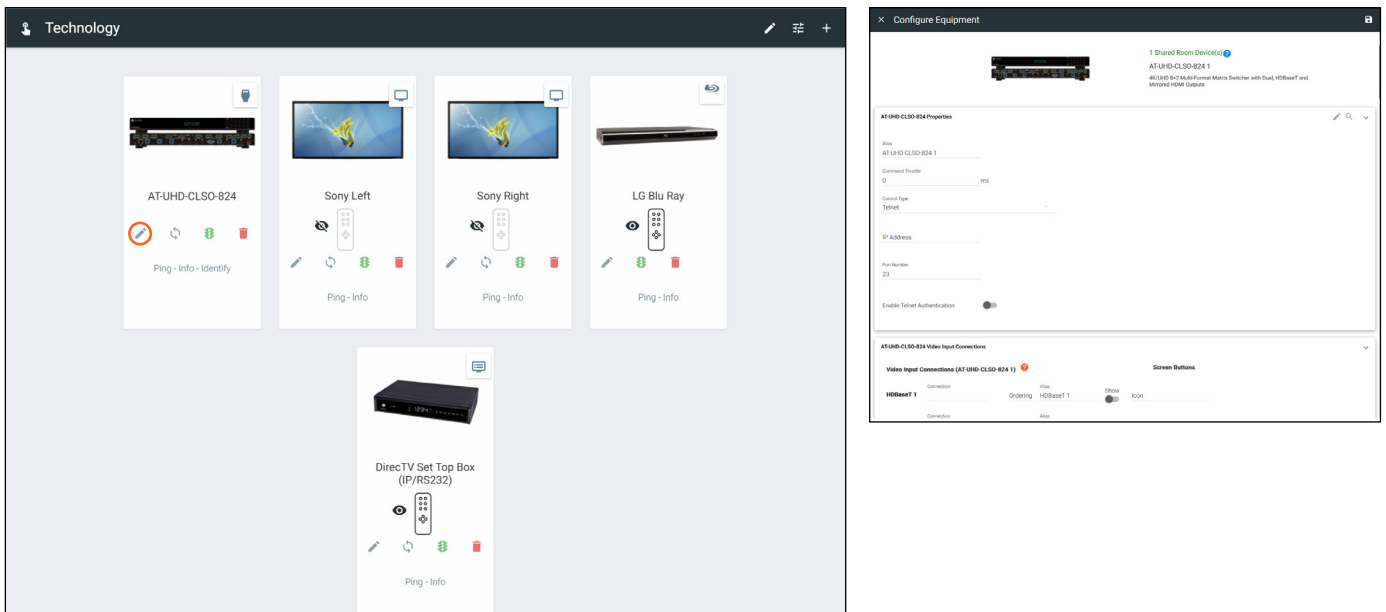 Technology
AT-UHD-CLSO-824
Ping - Info - Identify
Sony Left
Ping - Info
Sony Right
Ping - Info
LG Blu Ray
Ping - Info
DirecTV Set Top Box
(IP/RS232)
Ping - Info
Configure Equipment
1 Shared Room Device(s)
AT-UHD-CLSO-824 1
4K/UHD 8×2 Multi-Format Matrix Switcher with Dual, HDBaseT and
Mirrored HDMI Outputs
AT-UHD-CLSO-824 Properties
Alias
AT-UHD-CLSO-824 1
Command Throttle
0 ms
Control Type
Telnet
IP Address
Port Number
23
Enable Telnet Authentication
AT-UHD-CLSO-824 Video Input Connections
Video Input Connections (AT-UHD-CLSO-824 1) ?
Screen Buttons
Connection Alias Show
HDBaseT 1 Ordering HDBaseT 1 Icon
Connection Alias